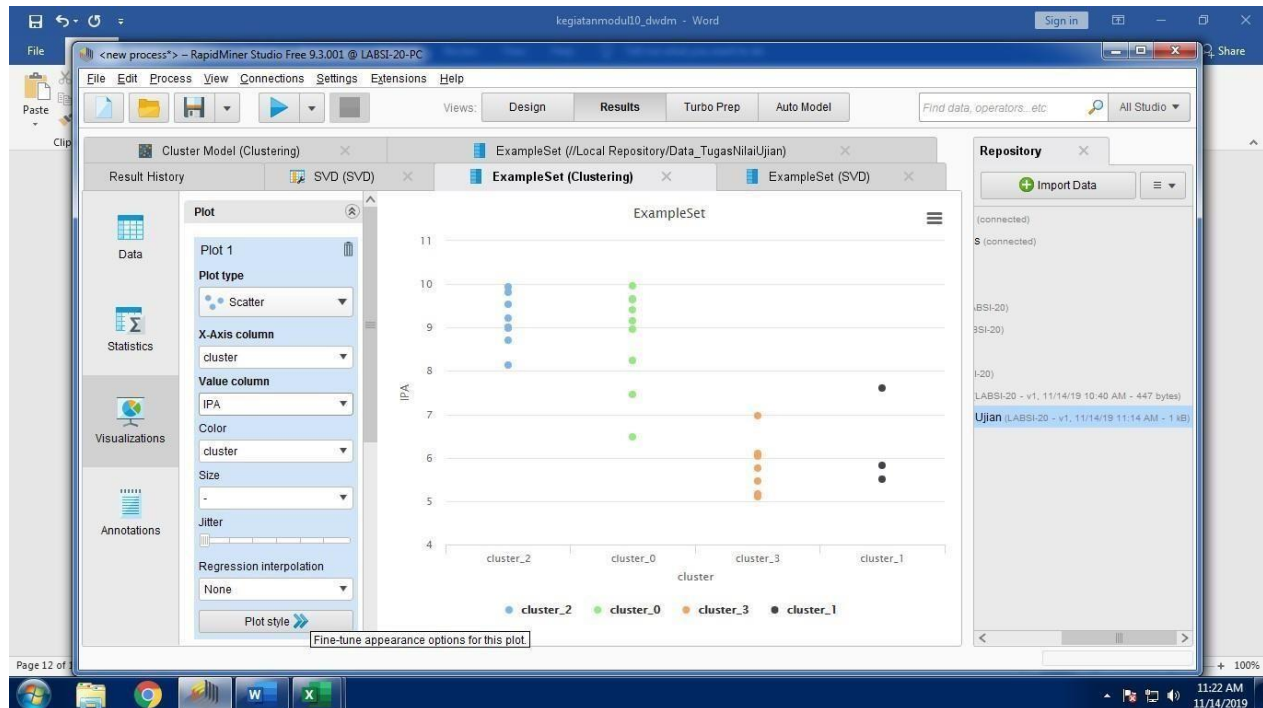 kegiatanmodul10_dwdm - Word
Sign in
File
Share
Paste
Clip
<new process*> – RapidMiner Studio Free 9.3.001 @ LABSI-20-PC
File Edit Process View Connections Settings Extensions Help
Views: Design Results Turbo Prep Auto Model
Find data, operators...etc
All Studio
Cluster Model (Clustering)
ExampleSet (//Local Repository/Data_TugasNilaiUjian)
Result History
SVD (SVD)
ExampleSet (Clustering)
ExampleSet (SVD)
Repository
Import Data
Data
Statistics
Visualizations
Annotations
Plot
Plot 1
Plot type
Scatter
X-Axis column
cluster
Value column
IPA
Color
cluster
Size
-
Jitter
Regression interpolation
None
Plot style
Fine-tune appearance options for this plot.
ExampleSet
11
10
9
8
7
6
5
4
IPA
cluster_2 cluster_0 cluster_3 cluster_1
cluster
cluster_2 cluster_0 cluster_3 cluster_1
(connected)
s (connected)
ABSI-20)
BSI-20)
I-20)
LABSI-20 - v1, 11/14/19 10:40 AM - 447 bytes)
Ujian (LABSI-20 - v1, 11/14/19 11:14 AM - 1 kB)
Page 12 of 1
+ 100%
11:22 AM
11/14/2019